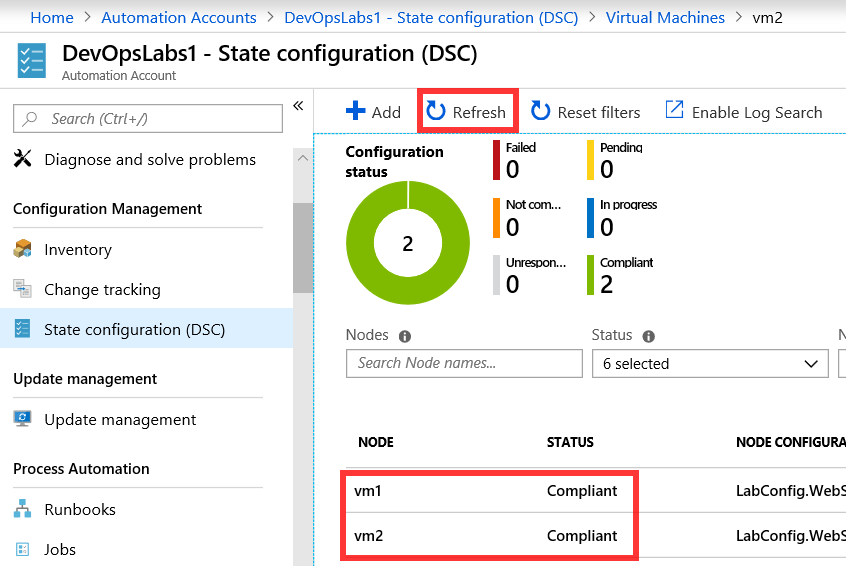 Home > Automation Accounts > DevOpsLabs1 - State configuration (DSC) > Virtual Machines > vm2
DevOpsLabs1 - State configuration (DSC)
Automation Account
Search (Ctrl+/)
«
Diagnose and solve problems
Configuration Management
Inventory
Change tracking
State configuration (DSC)
Update management
Update management
Process Automation
Runbooks
Jobs
Add Refresh Reset filters Enable Log Search
Configuration
status
2
Failed
0
Pending
0
Not com...
0
In progress
0
Unrespon...
0
Compliant
2
Nodes Status N
Search Node names... 6 selected
NODE STATUS NODE CONFIGURA
vm1 Compliant LabConfig.WebS
vm2 Compliant LabConfig.WebS